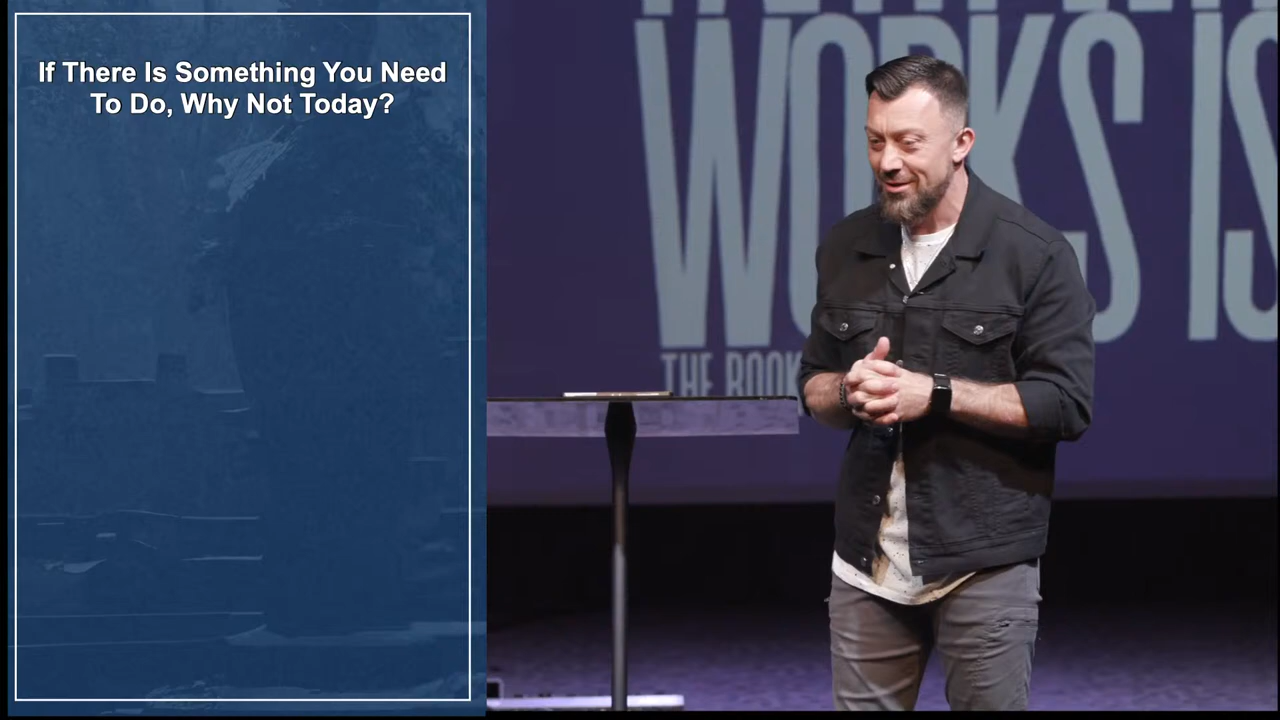 If There Is Something You Need
To Do, Why Not Today?
WORKS IS
THE BOOK